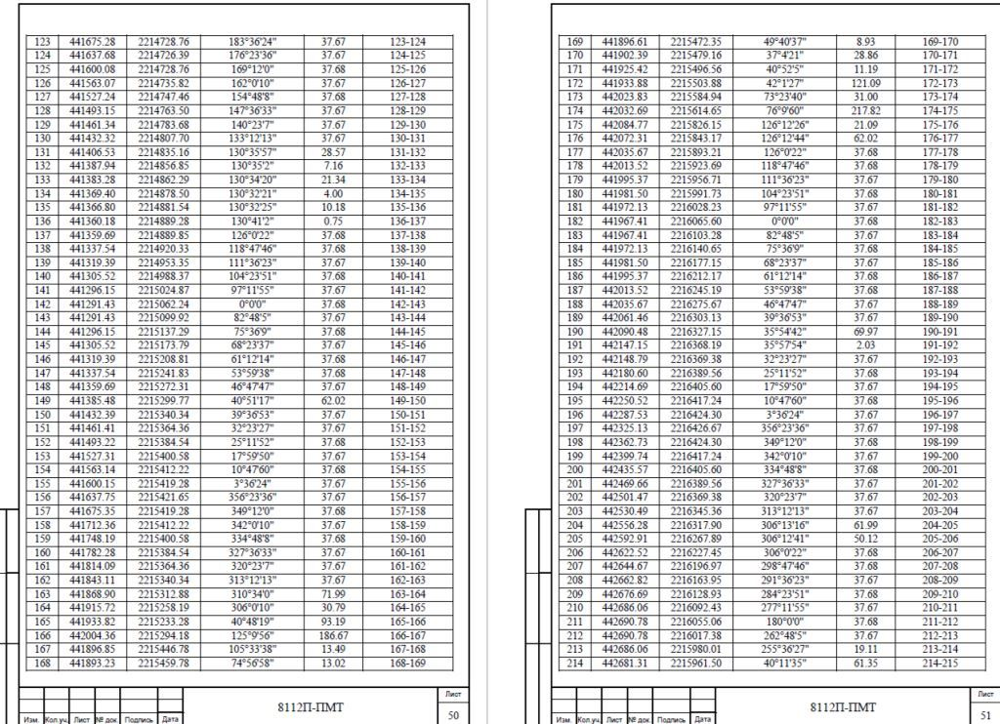 123 441675.28 2214728.76 183°36'24" 37.67 123-124
124 441637.68 2214726.39 176°23'36" 37.67 124-125
125 441600.08 2214728.76 169°12'0" 37.68 125-126
126 441563.07 2214735.82 162°0'10" 37.67 126-127
127 441527.24 2214747.46 154°48'8" 37.68 127-128
128 441493.15 2214763.50 147°36'33" 37.67 128-129
129 441461.34 2214783.68 140°23'7" 37.67 129-130
130 441432.32 2214807.70 133°12'13" 37.67 130-131
131 441406.53 2214835.16 130°35'57" 28.57 131-132
132 441387.94 2214856.85 130°35'2" 7.16 132-133
133 441383.28 2214862.29 130°34'20" 21.34 133-134
134 441369.40 2214878.50 130°32'21" 4.00 134-135
135 441366.80 2214881.54 130°32'25" 10.18 135-136
136 441360.18 2214889.28 130°41'2" 0.75 136-137
137 441359.69 2214889.85 126°0'22" 37.68 137-138
138 441337.54 2214920.33 118°47'46" 37.68 138-139
139 441319.39 2214953.35 111°36'23" 37.67 139-140
140 441305.52 2214988.37 104°23'51" 37.68 140-141
141 441296.15 2215024.87 97°11'55" 37.67 141-142
142 441291.43 2215062.24 0°0'0" 37.68 142-143
143 441291.43 2215099.92 82°48'5" 37.67 143-144
144 441296.15 2215137.29 75°36'9" 37.68 144-145
145 441305.52 2215173.79 68°23'37" 37.67 145-146
146 441319.39 2215208.81 61°12'14" 37.68 146-147
147 441337.54 2215241.83 53°59'38" 37.68 147-148
148 441359.69 2215272.31 46°47'47" 37.67 148-149
149 441385.48 2215299.77 40°51'17" 62.02 149-150
150 441432.39 2215340.34 39°36'53" 37.67 150-151
151 441461.41 2215364.36 32°23'27" 37.67 151-152
152 441493.22 2215384.54 25°11'52" 37.68 152-153
153 441527.31 2215400.58 17°59'50" 37.67 153-154
154 441563.14 2215412.22 10°47'60" 37.68 154-155
155 441600.15 2215419.28 3°36'24" 37.67 155-156
156 441637.75 2215421.65 356°23'36" 37.67 156-157
157 441675.35 2215419.28 349°12'0" 37.68 157-158
158 441712.36 2215412.22 342°0'10" 37.67 158-159
159 441748.19 2215400.58 334°48'8" 37.68 159-160
160 441782.28 2215384.54 327°36'33" 37.67 160-161
161 441814.09 2215364.36 320°23'7" 37.67 161-162
162 441843.11 2215340.34 313°12'13" 37.67 162-163
163 441868.90 2215312.88 310°34'0" 71.99 163-164
164 441915.72 2215258.19 306°0'10" 30.79 164-165
165 441933.82 2215233.28 40°48'19" 93.19 165-166
166 442004.36 2215294.18 125°9'56" 186.67 166-167
167 441896.85 2215446.78 105°33'38" 13.49 167-168
168 441893.23 2215459.78 74°56'58" 13.02 168-169
Изм. Кол.уч. Лист № док. Подпись Дата
8112П-ПМТ
Лист
50
169 441896.61 2215472.35 49°40'37" 8.93 169-170
170 441902.39 2215479.16 37°4'21" 28.86 170-171
171 441925.42 2215496.56 40°52'5" 11.19 171-172
172 441933.88 2215503.88 42°1'27" 121.09 172-173
173 442023.83 2215584.94 73°23'40" 31.00 173-174
174 442032.69 2215614.65 76°9'60" 217.82 174-175
175 442084.77 2215826.15 126°12'26" 21.09 175-176
176 442072.31 2215843.17 126°12'44" 62.02 176-177
177 442035.67 2215893.21 126°0'22" 37.68 177-178
178 442013.52 2215923.69 118°47'46" 37.68 178-179
179 441995.37 2215956.71 111°36'23" 37.67 179-180
180 441981.50 2215991.73 104°23'51" 37.68 180-181
181 441972.13 2216028.23 97°11'55" 37.67 181-182
182 441967.41 2216065.60 0°0'0" 37.68 182-183
183 441967.41 2216103.28 82°48'5" 37.67 183-184
184 441972.13 2216140.65 75°36'9" 37.68 184-185
185 441981.50 2216177.15 68°23'37" 37.67 185-186
186 441995.37 2216212.17 61°12'14" 37.68 186-187
187 442013.52 2216245.19 53°59'38" 37.68 187-188
188 442035.67 2216275.67 46°47'47" 37.67 188-189
189 442061.46 2216303.13 39°36'53" 37.67 189-190
190 442090.48 2216327.15 35°54'42" 69.97 190-191
191 442147.15 2216368.19 35°57'54" 2.03 191-192
192 442148.79 2216369.38 32°23'27" 37.67 192-193
193 442180.60 2216389.56 25°11'52" 37.68 193-194
194 442214.69 2216405.60 17°59'50" 37.67 194-195
195 442250.52 2216417.24 10°47'60" 37.68 195-196
196 442287.53 2216424.30 3°36'24" 37.67 196-197
197 442325.13 2216426.67 356°23'36" 37.67 197-198
198 442362.73 2216424.30 349°12'0" 37.68 198-199
199 442399.74 2216417.24 342°0'10" 37.67 199-200
200 442435.57 2216405.60 334°48'8" 37.68 200-201
201 442469.66 2216389.56 327°36'33" 37.67 201-202
202 442501.47 2216369.38 320°23'7" 37.67 202-203
203 442530.49 2216345.36 313°12'13" 37.67 203-204
204 442556.28 2216317.90 306°13'16" 61.99 204-205
205 442592.91 2216267.89 306°12'41" 50.12 205-206
206 442622.52 2216227.45 306°0'22" 37.68 206-207
207 442644.67 2216196.97 298°47'46" 37.68 207-208
208 442662.82 2216163.95 291°36'23" 37.67 208-209
209 442676.69 2216128.93 284°23'51" 37.68 209-210
210 442686.06 2216092.43 277°11'55" 37.67 210-211
211 442690.78 2216055.06 180°0'0" 37.68 211-212
212 442690.78 2216017.38 262°48'5" 37.67 212-213
213 442686.06 2215980.01 255°36'27" 19.11 213-214
214 442681.31 2215961.50 40°11'35" 61.35 214-215
Изм. Кол.уч. Лист № док. Подпись Дата
8112П-ПМТ
Лист
51